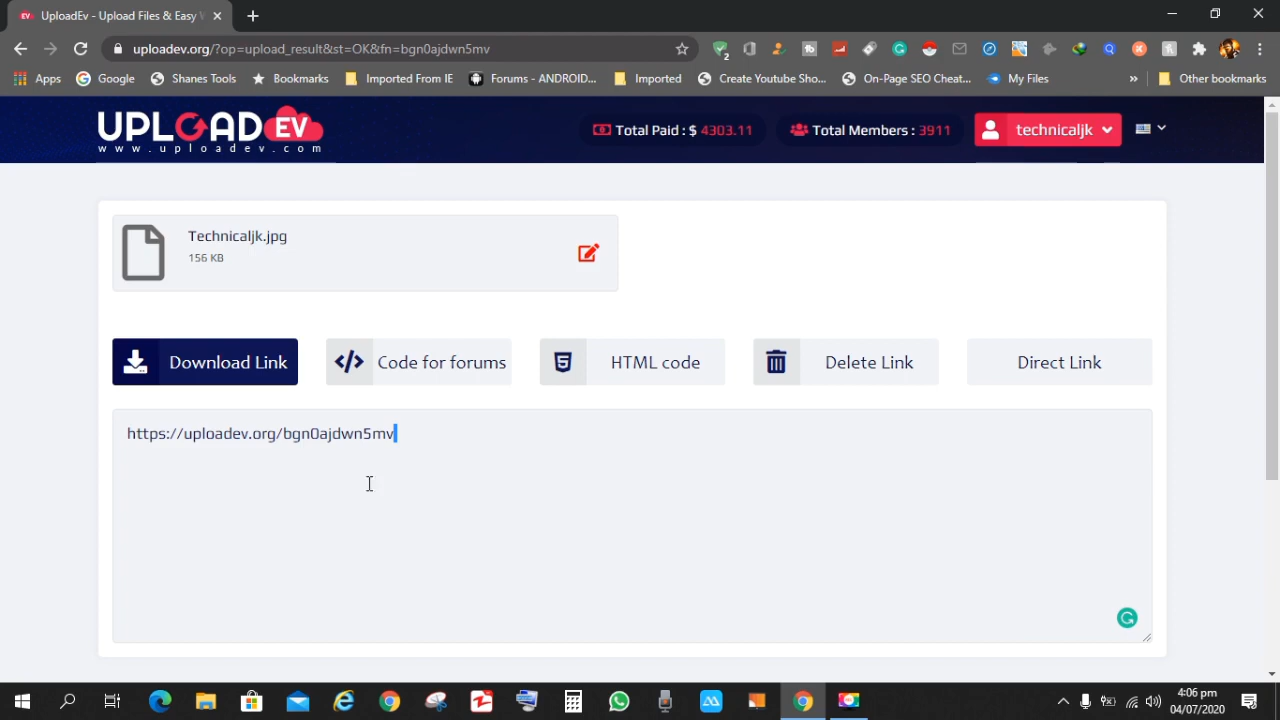 UploadEv - Upload Files & Easy W
uploadev.org/?op=upload_result&st=OK&fn=bgn0ajdwn5mv
2
Apps Google Shanes Tools Bookmarks Imported From IE Forums - ANDROID... Imported Create Youtube Sho... On-Page SEO Cheat... My Files » Other bookmarks
UPLOAD EV
www.uploadev.com
Total Paid : $ 4303.11 Total Members : 3911 technicaljk
Technicaljk.jpg
156 KB
Download Link </> Code for forums HTML code Delete Link Direct Link
https://uploadev.org/bgn0ajdwn5mv
4:06 pm
04/07/2020